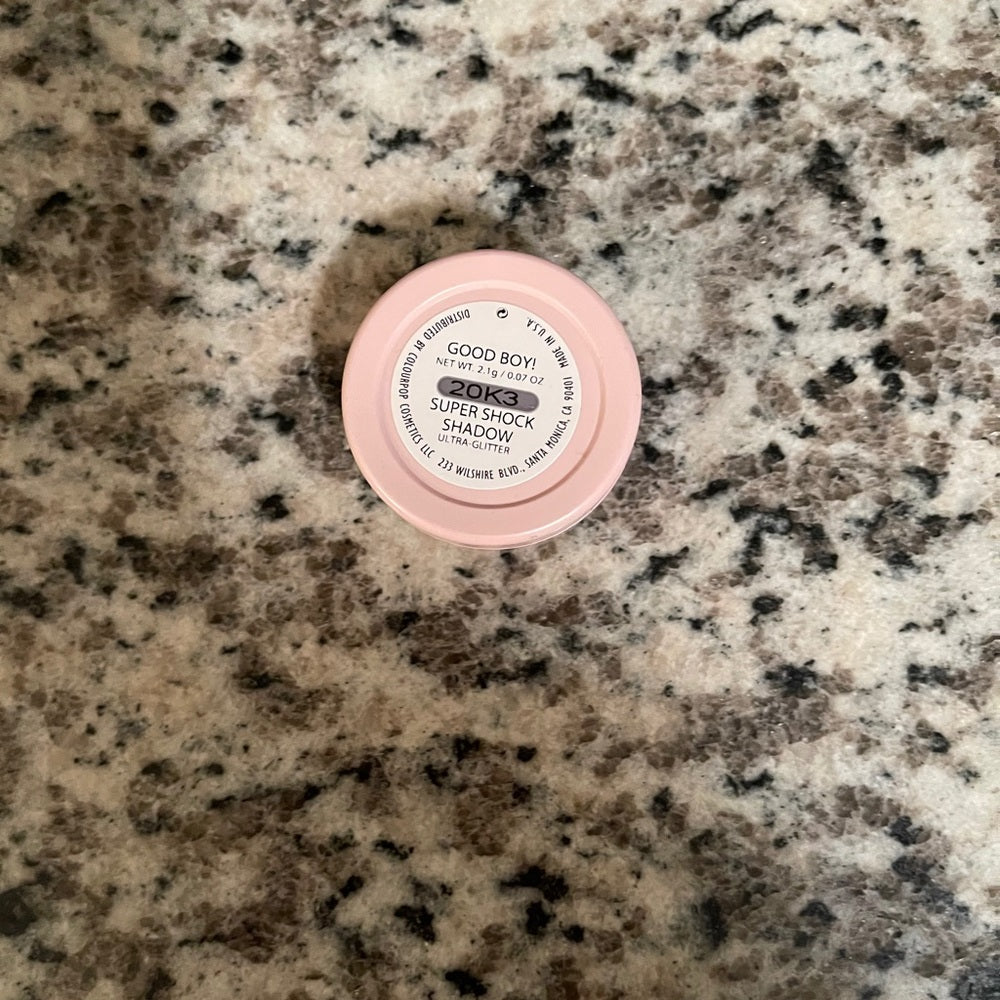 GOOD BOY!
NET WT. 2.1g / 0.07 OZ
20K3
SUPER SHOCK
SHADOW
ULTRA-GLITTER
DISTRIBUTED BY COLOURPOP COSMETICS LLC 233 WILSHIRE BLVD., SANTA MONICA, CA 90401 MADE IN U.S.A.